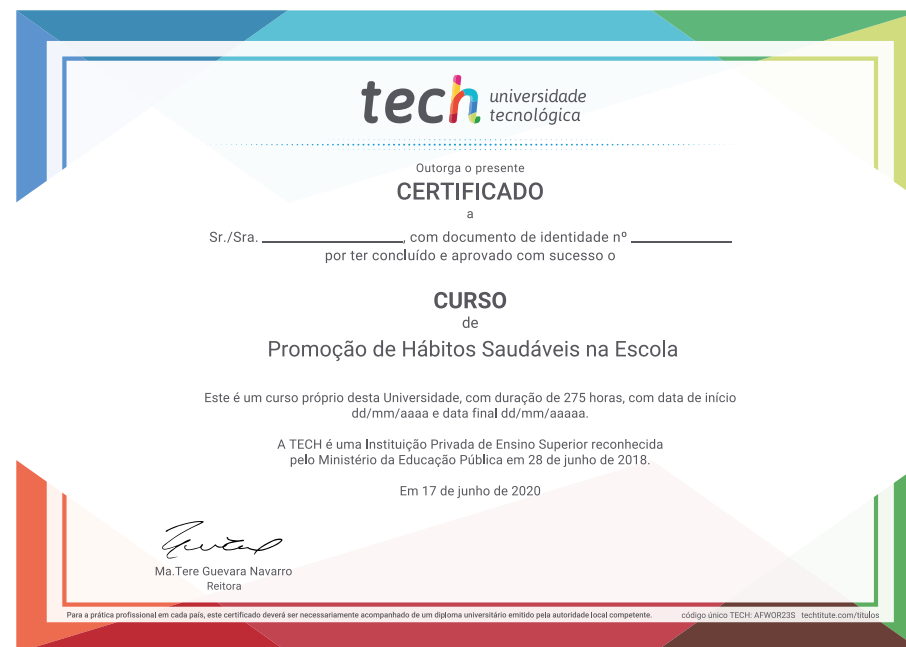 tech universidade
tecnológica
Outorga o presente
CERTIFICADO
a
Sr./Sra. ____________________, com documento de identidade nº ______________
por ter concluído e aprovado com sucesso o
CURSO
de
Promoção de Hábitos Saudáveis na Escola
Este é um curso próprio desta Universidade, com duração de 275 horas, com data de início
dd/mm/aaaa e data final dd/mm/aaaaa.
A TECH é uma Instituição Privada de Ensino Superior reconhecida
pelo Ministério da Educação Pública em 28 de junho de 2018.
Em 17 de junho de 2020
Ma.Tere Guevara Navarro
Reitora
Para a prática profissional em cada país, este certificado deverá ser necessariamente acompanhado de um diploma universitário emitido pela autoridade local competente.
código único TECH: AFWOR23S techtitute.com/titulos